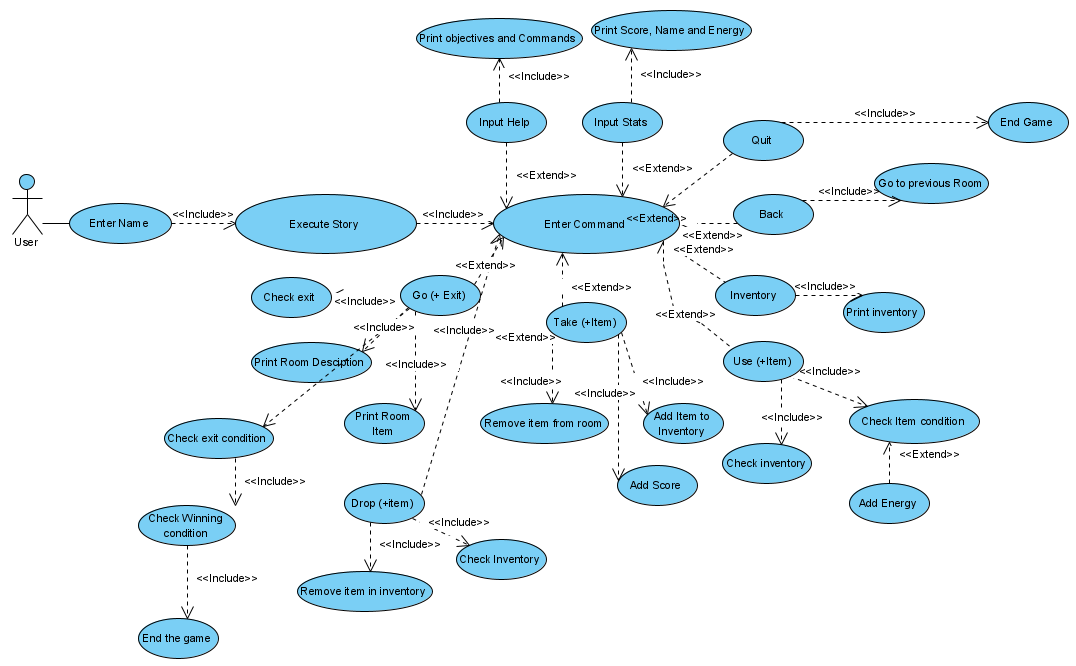 Print objectives and Commands
Print Score, Name and Energy
<<Include>>
<<Include>>
Input Help
Input Stats
Quit
<<Include>>
End Game
<<Extend>>
<<Extend>>
Go to previous Room
<<Include>>
User
Enter Name
<<Include>>
Execute Story
<<Include>>
Enter Command
<<Extend>>
Back
<<Extend>>
<<Extend>>
<<Extend>>
Check exit
<<Include>>
Go (+ Exit)
<<Extend>>
Inventory
<<Include>>
Print inventory
<<Include>>
<<Include>>
<<Extend>>
Take (+Item)
<<Extend>>
Print Room Desciption
<<Include>>
<<Include>>
<<Include>>
Use (+Item)
<<Include>>
Print Room
Item
Remove item from room
Add Item to
Inventory
<<Include>>
Check Item condition
Check exit condition
<<Include>>
Add Score
Check inventory
<<Extend>>
Add Energy
Check Winning
condition
Drop (+item)
<<Include>>
<<Include>>
Check Inventory
<<Include>>
Remove item in inventory
End the game